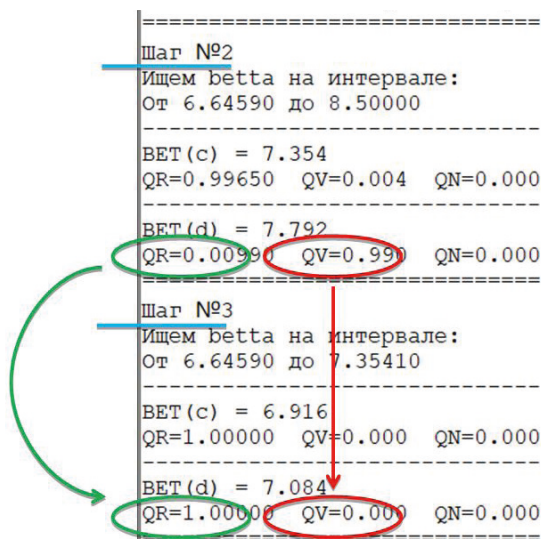 ==============================
Шаг №2
Ищем betta на интервале:
От 6.64590 до 8.50000
------------------------------
BET(c) = 7.354
QR=0.99650 QV=0.004 QN=0.000
------------------------------
BET(d) = 7.792
QR=0.00990 QV=0.990 QN=0.000
==============================
Шаг №3
Ищем betta на интервале:
От 6.64590 до 7.35410
------------------------------
BET(c) = 6.916
QR=1.00000 QV=0.000 QN=0.000
------------------------------
BET(d) = 7.084
QR=1.00000 QV=0.000 QN=0.000
==============================